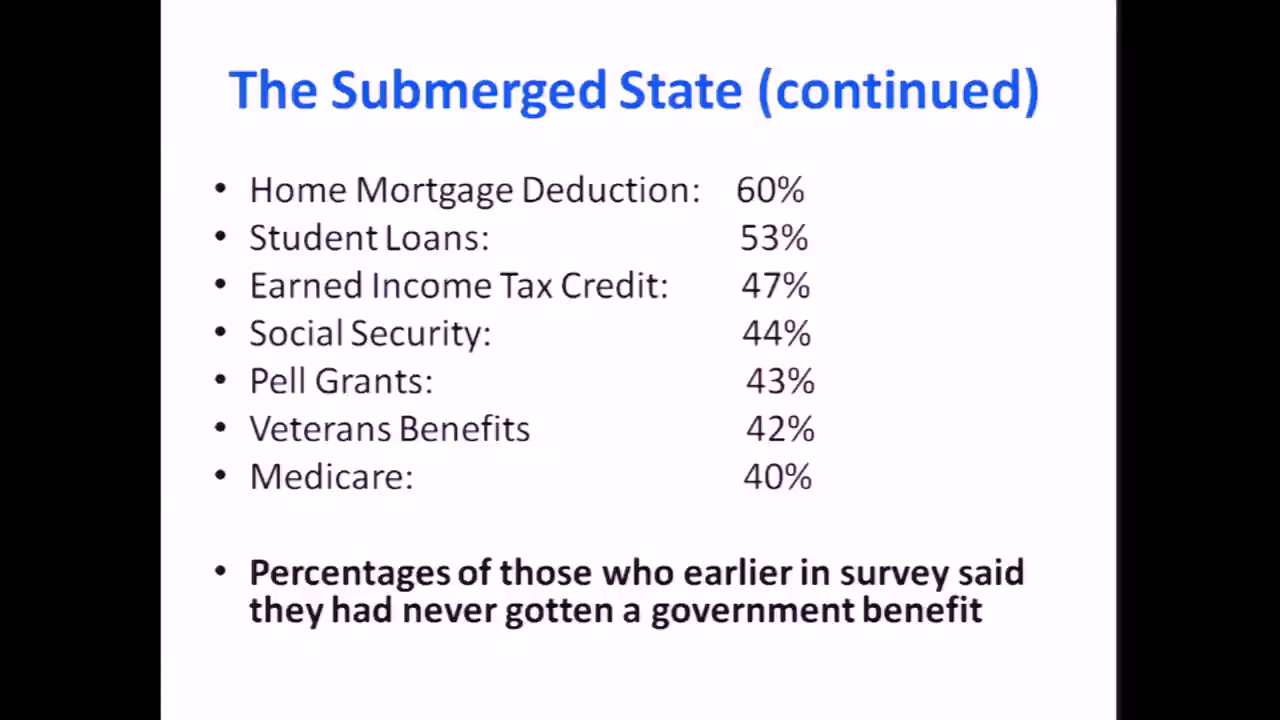 The Submerged State (continued)
• Home Mortgage Deduction: 60%
• Student Loans: 53%
• Earned Income Tax Credit: 47%
• Social Security: 44%
• Pell Grants: 43%
• Veterans Benefits 42%
• Medicare: 40%
• Percentages of those who earlier in survey said
they had never gotten a government benefit